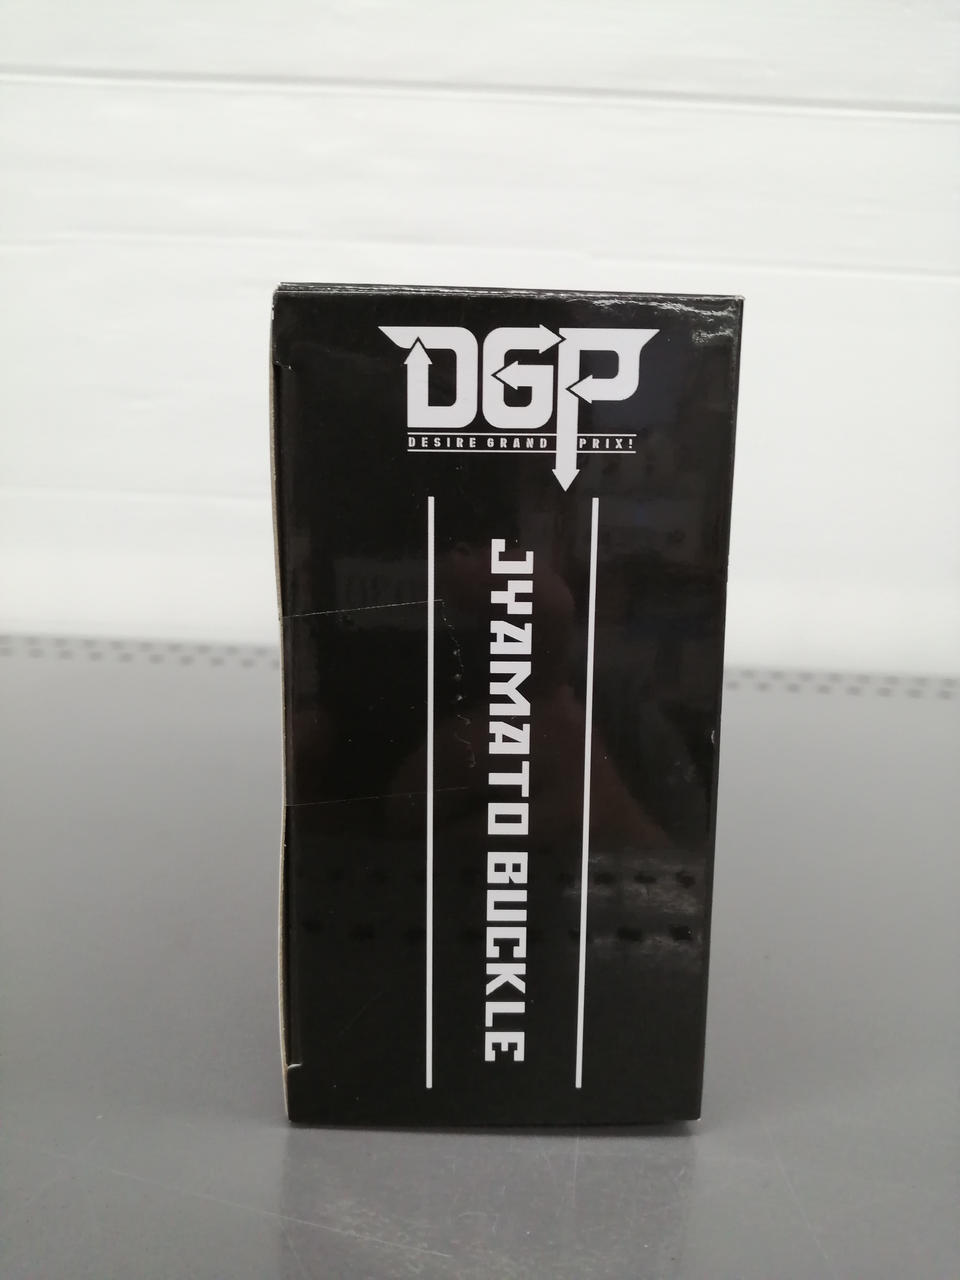 DGP
DESIRE GRAND PRIX!
JYAMATO BUCKLE